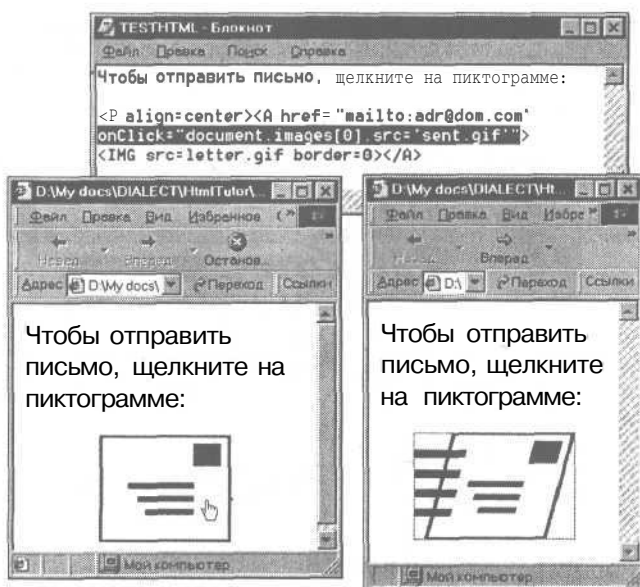 TESTHTML - Блокнот
Файл Правка Поиск Справка
Чтобы отправить письмо, щелкните на пиктограмме:
<P align=center><A href="mailto:adr@dom.com"
onClick="document.images[0].src='sent.gif'">
<IMG src=letter.gif border=0></A>
D:\My docs\DIALECT\HtmlTutor\...
Файл Правка Вид Избранное
Назад Вперед Останов...
Адрес D:\My docs\ Переход Ссылки
Чтобы отправить
письмо, щелкните на
пиктограмме:
Мой компьютер
D:\My docs\DIALECT\Ht...
Файл Правка Вид Избрс
Вперед
Адрес D:\ Переход Ссылки
Чтобы отправить
письмо, щелкните
на пиктограмме:
Мой компьютер